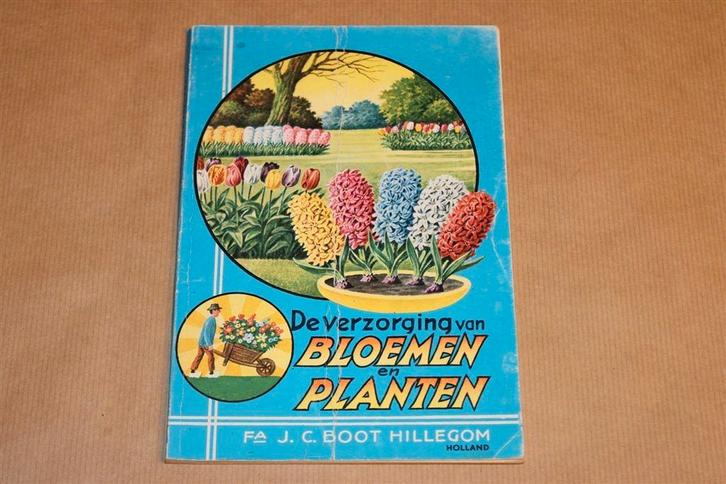 De verzorging van
BLOEMEN
en
PLANTEN
FA J. C. BOOT HILLEGOM
HOLLAND